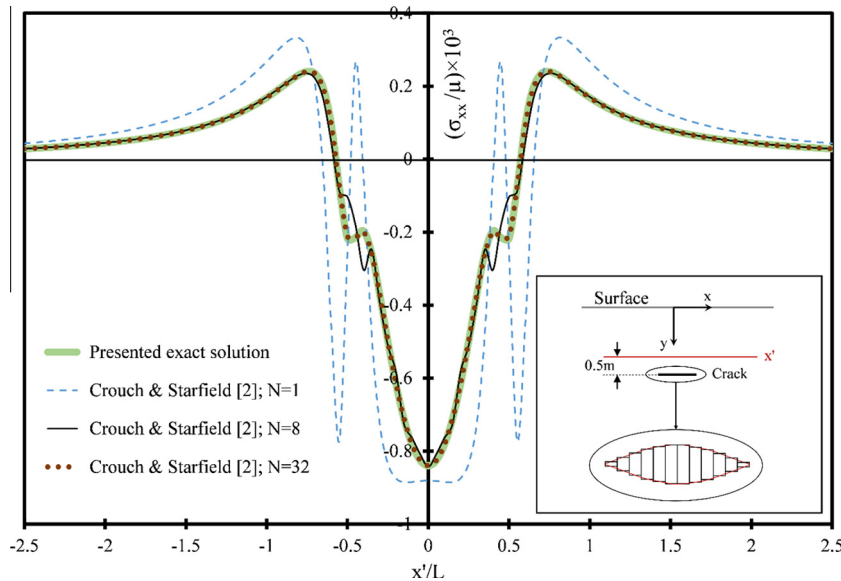 0.4
(σxx/μ)×10³
0.2
0
-0.2
-0.4
-0.6
-0.8
-1
Presented exact solution
Crouch & Starfield [2]; N=1
Crouch & Starfield [2]; N=8
Crouch & Starfield [2]; N=32
Surface
x
y
x'
0.5m
Crack
-2.5 -2 -1.5 -1 -0.5 0 0.5 1 1.5 2 2.5
x'/L